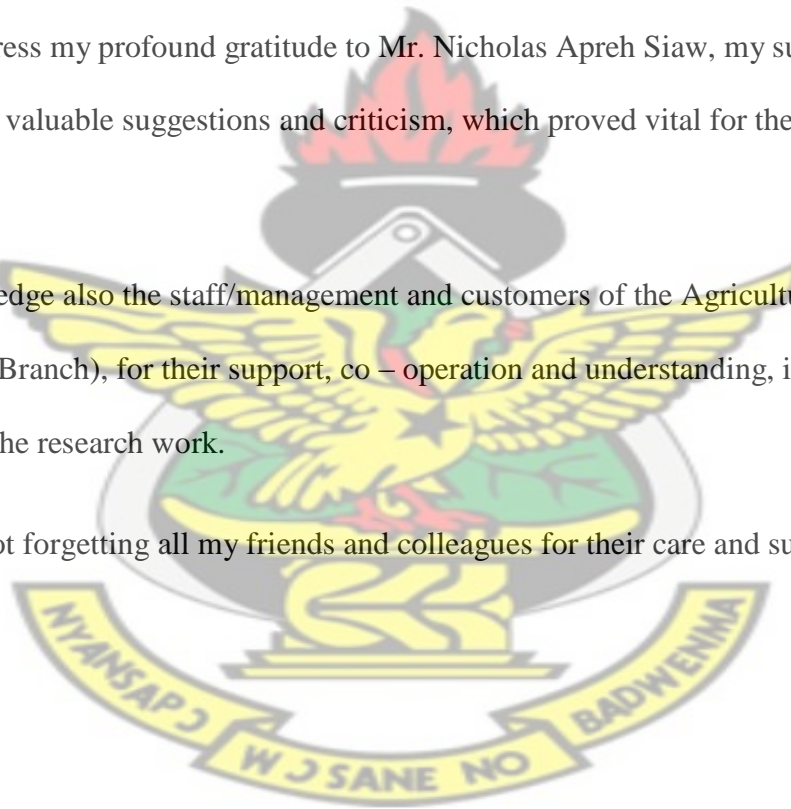 ress my profound gratitude to Mr. Nicholas Apreh Siaw, my su
valuable suggestions and criticism, which proved vital for the
edge also the staff/management and customers of the Agricultu
Branch), for their support, co – operation and understanding, i
he research work.
ot forgetting all my friends and colleagues for their care and su
NYANSAPƆ WƆSANE NO BADWENMA